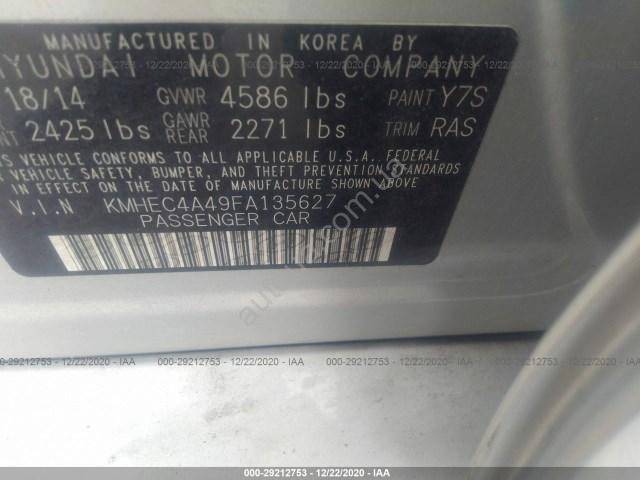 MANUFACTURED IN KOREA BY
HYUNDAI MOTOR COMPANY
18/14 GVWR 4586 lbs PAINT Y7S
NT 2425 lbs GAWR REAR 2271 lbs TRIM RAS
S VEHICLE CONFORMS TO ALL APPLICABLE U.S.A. FEDERAL
VEHICLE SAFETY, BUMPER, AND THEFT PREVENTION STANDARDS
IN EFFECT ON THE DATE OF MANUFACTURE SHOWN ABOVE
V.I.N KMHEC4A49FA135627
PASSENGER CAR
000-29212753 - 12/22/2020 - IAA